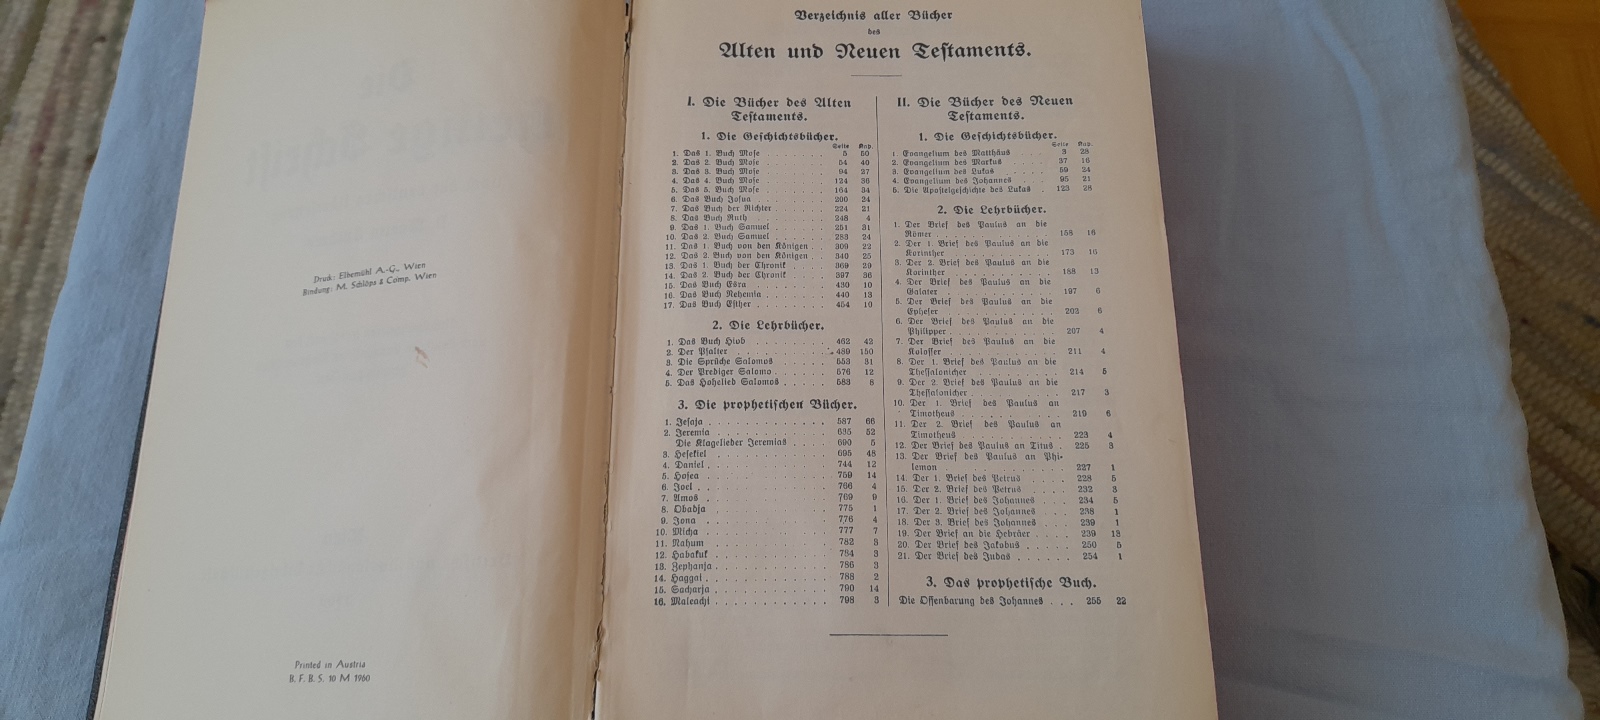 Druck: Elbemühl A.-G., Wien
Bindung: M. Schlöps & Comp. Wien
Printed in Austria
B. F. B. S. 10 M 1960
Verzeichnis aller Bücher
des
Alten und Neuen Testaments.
I. Die Bücher des Alten
Testaments.
1. Die Geschichtsbücher.
Seite Kap.
1. Das 1. Buch Mose 5 50
2. Das 2. Buch Mose 54 40
3. Das 3. Buch Mose 94 27
4. Das 4. Buch Mose 124 36
5. Das 5. Buch Mose 164 34
6. Das Buch Josua 200 24
7. Das Buch der Richter 224 21
8. Das Buch Ruth 248 4
9. Das 1. Buch Samuel 251 31
10. Das 2. Buch Samuel 283 24
11. Das 1. Buch von den Königen 309 22
12. Das 2. Buch von den Königen 340 25
13. Das 1. Buch der Chronik 369 29
14. Das 2. Buch der Chronik 397 36
15. Das Buch Esra 430 10
16. Das Buch Nehemia 440 13
17. Das Buch Esther 454 10
2. Die Lehrbücher.
1. Das Buch Hiob 462 42
2. Der Psalter 489 150
3. Die Sprüche Salomos 553 31
4. Der Prediger Salomo 576 12
5. Das Hohelied Salomos 583 8
3. Die prophetischen Bücher.
1. Jesaja 587 66
2. Jeremia 635 52
Die Klagelieder Jeremias 690 5
3. Hesekiel 695 48
4. Daniel 744 12
5. Hosea 759 14
6. Joel 766 4
7. Amos 769 9
8. Obadja 775 1
9. Jona 776 4
10. Micha 777 7
11. Nahum 782 3
12. Habakuk 784 3
13. Zephanja 786 3
14. Haggai 788 2
15. Sacharja 790 14
16. Maleachi 798 3
II. Die Bücher des Neuen
Testaments.
1. Die Geschichtsbücher.
Seite Kap.
1. Evangelium des Matthäus 3 28
2. Evangelium des Markus 37 16
3. Evangelium des Lukas 59 24
4. Evangelium des Johannes 95 21
5. Die Apostelgeschichte des Lukas 123 28
2. Die Lehrbücher.
1. Der Brief des Paulus an die
Römer 158 16
2. Der 1. Brief des Paulus an die
Korinther 173 16
3. Der 2. Brief des Paulus an die
Korinther 188 13
4. Der Brief des Paulus an die
Galater 197 6
5. Der Brief des Paulus an die
Epheser 202 6
6. Der Brief des Paulus an die
Philipper 207 4
7. Der Brief des Paulus an die
Kolosser 211 4
8. Der 1. Brief des Paulus an die
Thessalonicher 214 5
9. Der 2. Brief des Paulus an die
Thessalonicher 217 3
10. Der 1. Brief des Paulus an
Timotheus 219 6
11. Der 2. Brief des Paulus an
Timotheus 223 4
12. Der Brief des Paulus an Titus 225 3
13. Der Brief des Paulus an Phi-
lemon 227 1
14. Der 1. Brief des Petrus 228 5
15. Der 2. Brief des Petrus 232 3
16. Der 1. Brief des Johannes 234 5
17. Der 2. Brief des Johannes 238 1
18. Der 3. Brief des Johannes 239 1
19. Der Brief an die Hebräer 239 13
20. Der Brief des Jakobus 250 5
21. Der Brief des Judas 254 1
3. Das prophetische Buch.
Die Offenbarung des Johannes 255 22